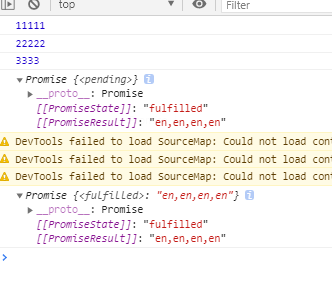 top
Filter
11111
22222
3333
Promise {<pending>}
__proto__: Promise
[[PromiseState]]: "fulfilled"
[[PromiseResult]]: "en,en,en,en"
DevTools failed to load SourceMap: Could not load cont
DevTools failed to load SourceMap: Could not load cont
DevTools failed to load SourceMap: Could not load cont
Promise {<fulfilled>: "en,en,en,en"}
__proto__: Promise
[[PromiseState]]: "fulfilled"
[[PromiseResult]]: "en,en,en,en"